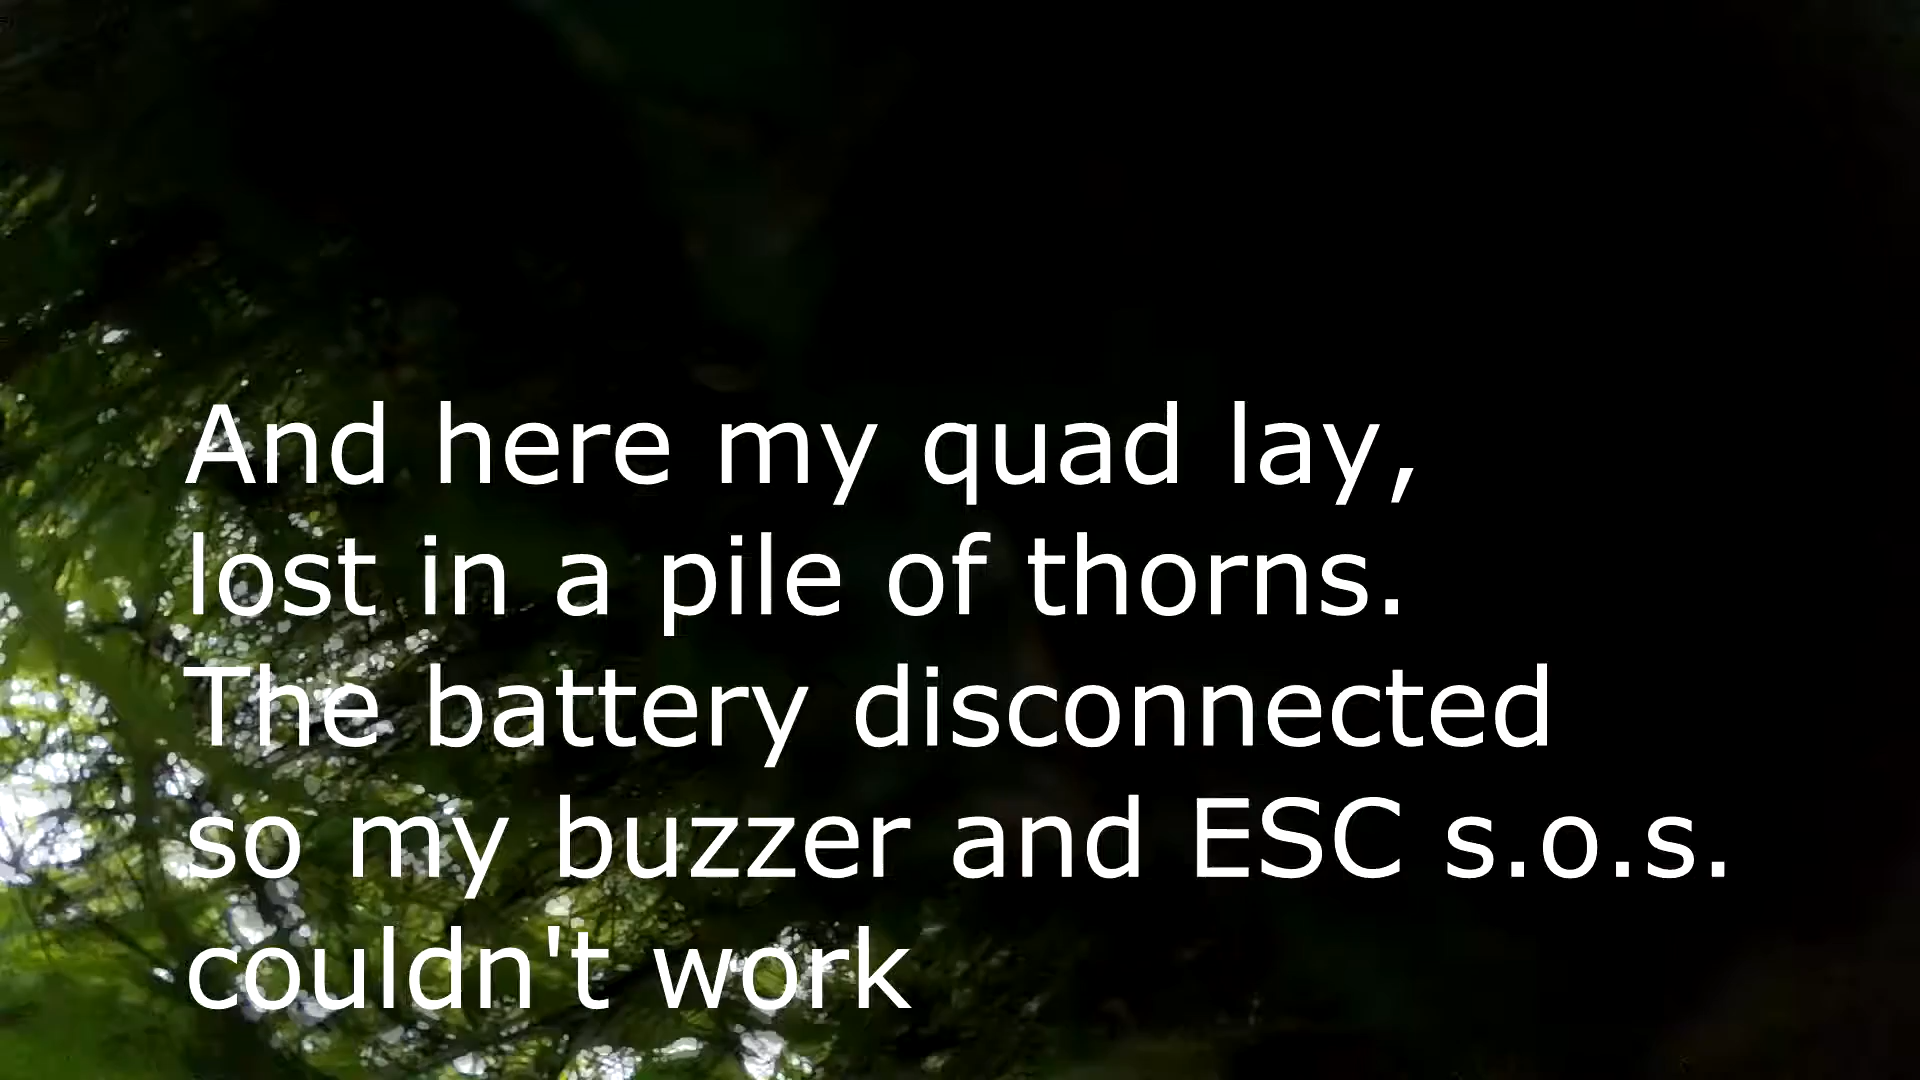 And here my quad lay,
lost in a pile of thorns.
The battery disconnected
so my buzzer and ESC s.o.s.
couldn't work